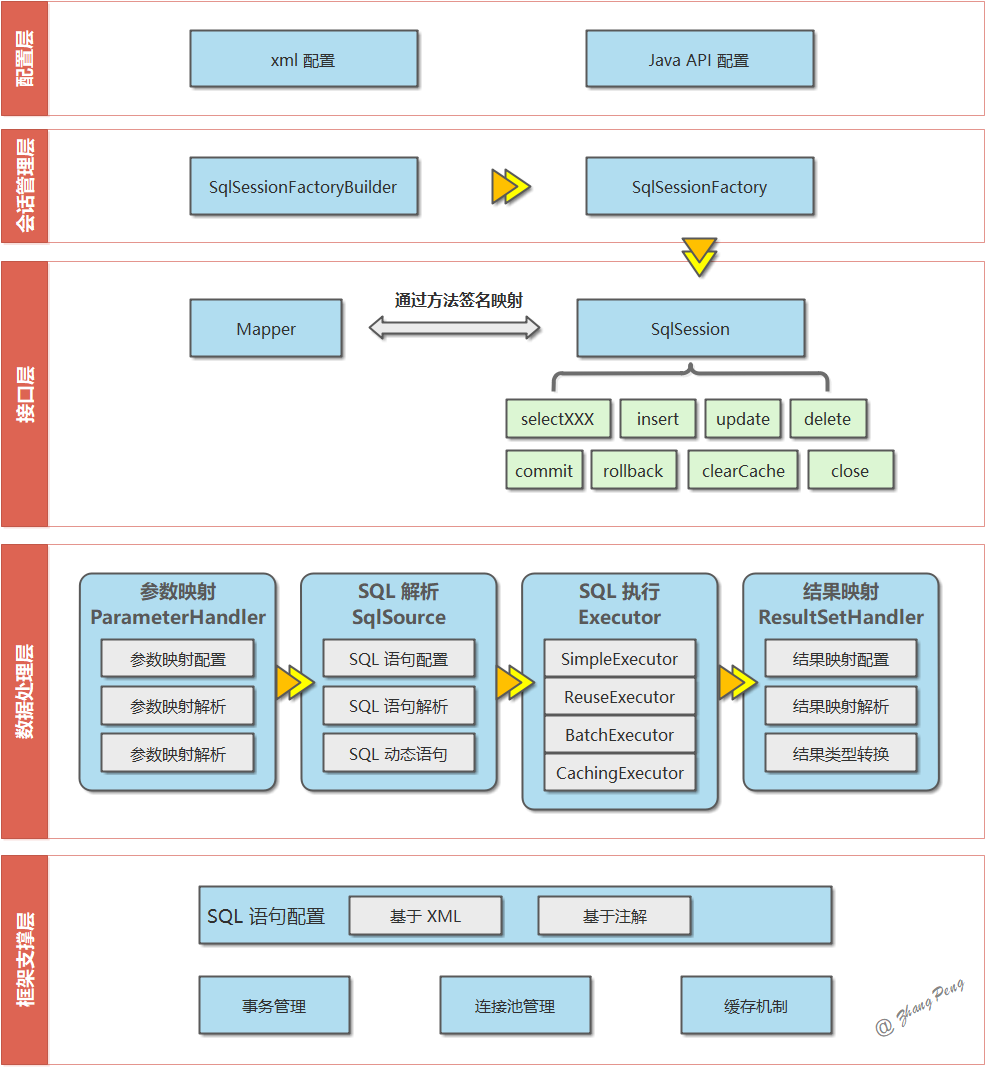 配置层
xml 配置
Java API 配置
会话管理层
SqlSessionFactoryBuilder
SqlSessionFactory
接口层
Mapper
通过方法签名映射
SqlSession
selectXXX
insert
update
delete
commit
rollback
clearCache
close
数据处理层
参数映射
ParameterHandler
参数映射配置
参数映射解析
参数映射解析
SQL 解析
SqlSource
SQL 语句配置
SQL 语句解析
SQL 动态语句
SQL 执行
Executor
SimpleExecutor
ReuseExecutor
BatchExecutor
CachingExecutor
结果映射
ResultSetHandler
结果映射配置
结果映射解析
结果类型转换
框架支撑层
SQL 语句配置
基于 XML
基于注解
事务管理
连接池管理
缓存机制
@ ZhangPeng